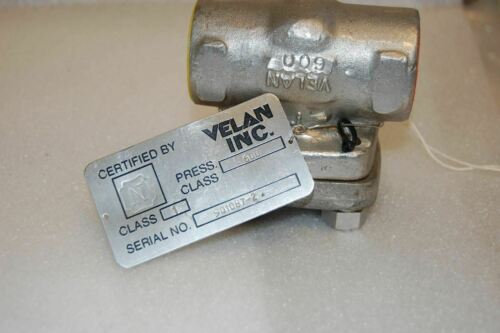 600
VELAN
VELAN
INC.
CERTIFIED BY
N
PRESS.
CLASS 600
CLASS 1
SERIAL NO.